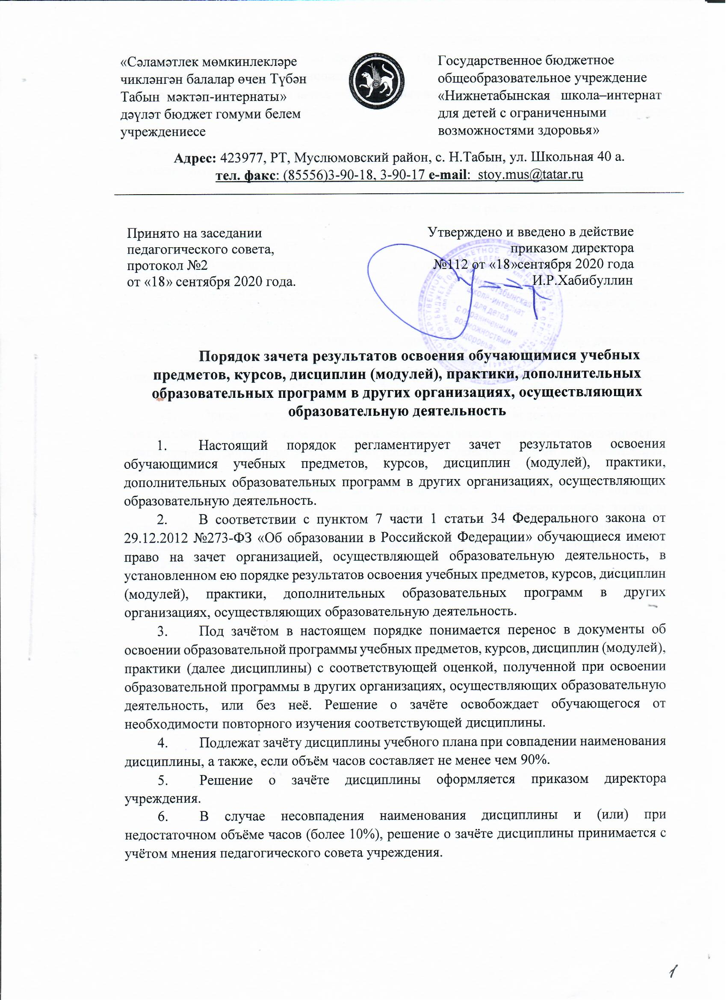 «Сәламәтлек мөмкинлекләре
чикләнгән балалар өчен Түбән
Табын мәктәп-интернаты»
дәүләт бюджет гомуми белем
учреждениесе
Государственное бюджетное
общеобразовательное учреждение
«Нижнетабынская школа–интернат
для детей с ограниченными
возможностями здоровья»
Адрес: 423977, РТ, Муслюмовский район, с. Н.Табын, ул. Школьная 40 а.
тел. факс: (85556)3-90-18, 3-90-17 e-mail: stoy.mus@tatar.ru
Принято на заседании
педагогического совета,
протокол №2
от «18» сентября 2020 года.
Утверждено и введено в действие
приказом директора
№112 от «18»сентября 2020 года
И.Р.Хабибуллин
Нижнетабынская
школа-интернат
для детей
с ограниченными
возможностями
здоровья»
Порядок зачета результатов освоения обучающимися учебных
предметов, курсов, дисциплин (модулей), практики, дополнительных
образовательных программ в других организациях, осуществляющих
образовательную деятельность
1. Настоящий порядок регламентирует зачет результатов освоения
обучающимися учебных предметов, курсов, дисциплин (модулей), практики,
дополнительных образовательных программ в других организациях, осуществляющих
образовательную деятельность.
2. В соответствии с пунктом 7 части 1 статьи 34 Федерального закона от
29.12.2012 №273-ФЗ «Об образовании в Российской Федерации» обучающиеся имеют
право на зачет организацией, осуществляющей образовательную деятельность, в
установленном ею порядке результатов освоения учебных предметов, курсов, дисциплин
(модулей), практики, дополнительных образовательных программ в других
организациях, осуществляющих образовательную деятельность.
3. Под зачётом в настоящем порядке понимается перенос в документы об
освоении образовательной программы учебных предметов, курсов, дисциплин (модулей),
практики (далее дисциплины) с соответствующей оценкой, полученной при освоении
образовательной программы в других организациях, осуществляющих образовательную
деятельность, или без неё. Решение о зачёте освобождает обучающегося от
необходимости повторного изучения соответствующей дисциплины.
4. Подлежат зачёту дисциплины учебного плана при совпадении наименования
дисциплины, а также, если объём часов составляет не менее чем 90%.
5. Решение о зачёте дисциплины оформляется приказом директора
учреждения.
6. В случае несовпадения наименования дисциплины и (или) при
недостаточном объёме часов (более 10%), решение о зачёте дисциплины принимается с
учётом мнения педагогического совета учреждения.
1